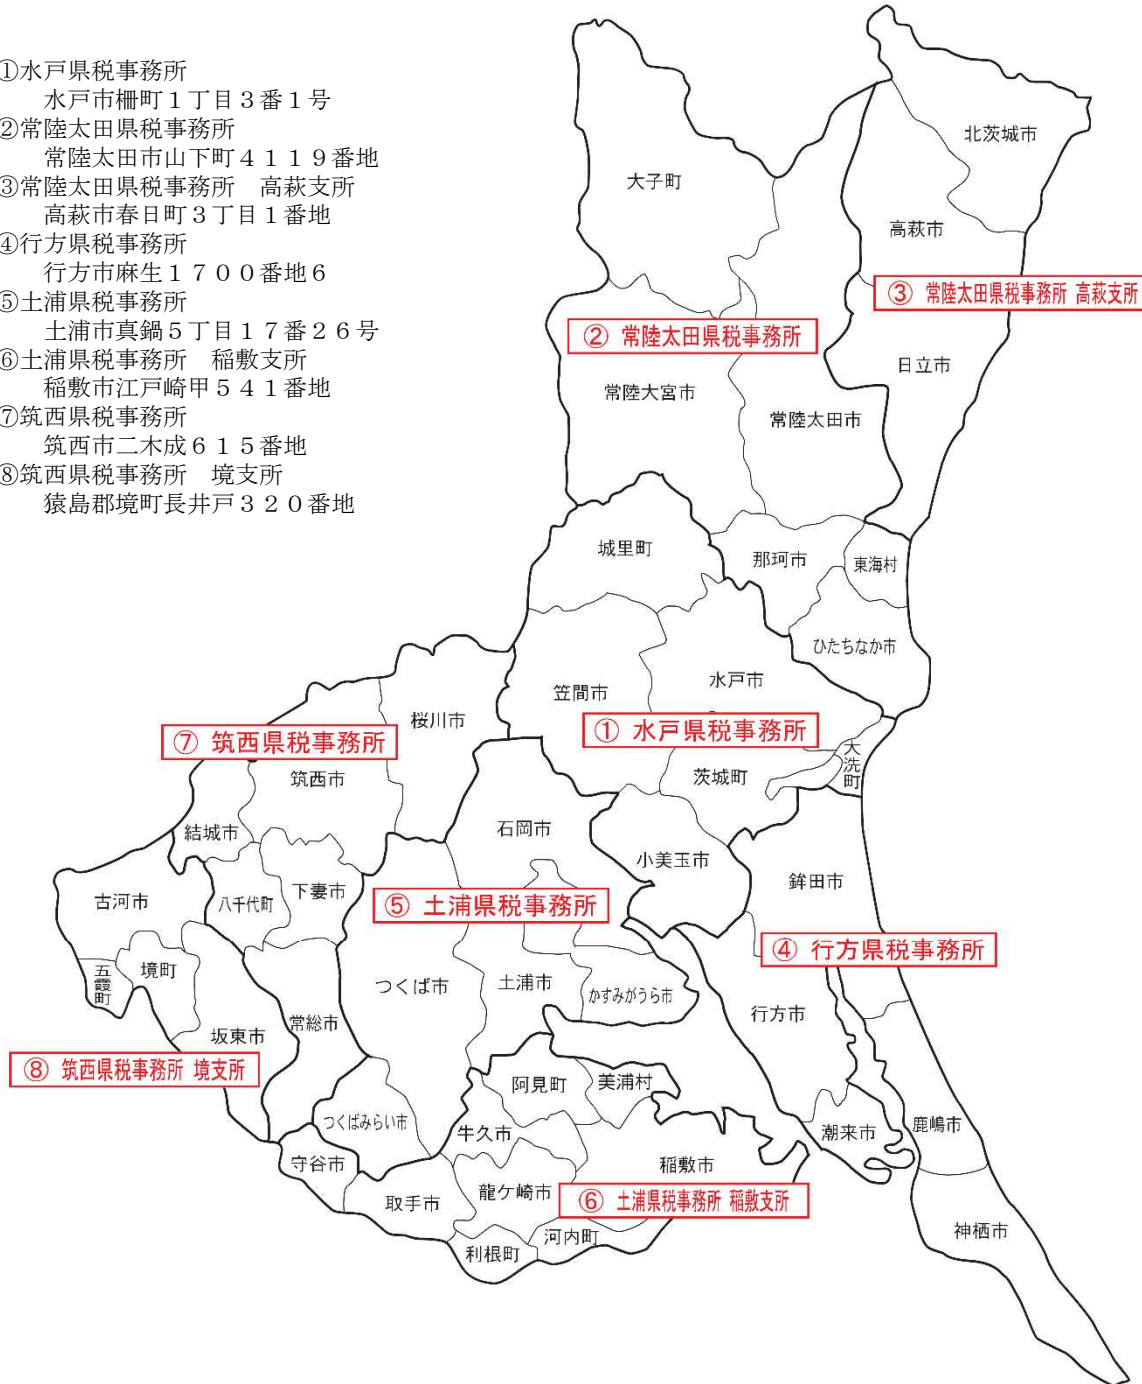 ①水戸県税事務所
水戸市柵町１丁目３番１号
②常陸太田県税事務所
常陸太田市山下町４１１９番地
③常陸太田県税事務所　高萩支所
高萩市春日町３丁目１番地
④行方県税事務所
行方市麻生１７００番地６
⑤土浦県税事務所
土浦市真鍋５丁目１７番２６号
⑥土浦県税事務所　稲敷支所
稲敷市江戸崎甲５４１番地
⑦筑西県税事務所
筑西市二木成６１５番地
⑧筑西県税事務所　境支所
猿島郡境町長井戸３２０番地
北茨城市
大子町
高萩市
③ 常陸太田県税事務所 高萩支所
② 常陸太田県税事務所
日立市
常陸大宮市
常陸太田市
城里町
那珂市
東海村
ひたちなか市
水戸市
笠間市
桜川市
① 水戸県税事務所
⑦ 筑西県税事務所
大洗町
茨城町
筑西市
石岡市
結城市
小美玉市
鉾田市
下妻市
八千代町
古河市
⑤ 土浦県税事務所
④ 行方県税事務所
境町
五霞町
つくば市
土浦市
かすみがうら市
行方市
常総市
坂東市
⑧ 筑西県税事務所 境支所
阿見町
美浦村
つくばみらい市
牛久市
潮来市
鹿嶋市
守谷市
稲敷市
取手市
龍ケ崎市
⑥ 土浦県税事務所 稲敷支所
神栖市
河内町
利根町